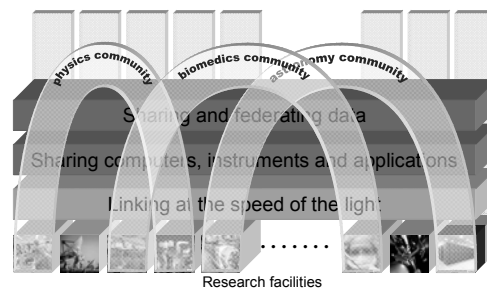 physics community
biomedics community
astronomy community
Sharing and federating data
Sharing computers, instruments and applications
Linking at the speed of the light
Research facilities